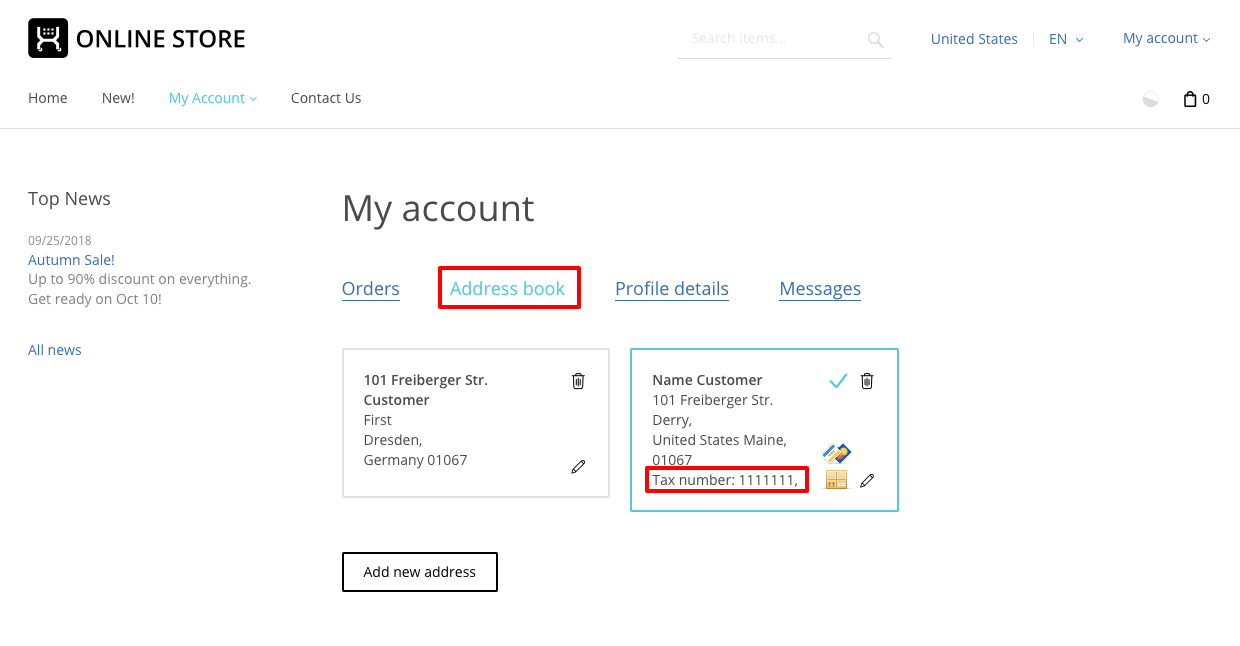 ONLINE STORE
Search items...
United States
EN
My account
Home
New!
My Account
Contact Us
0
Top News
09/25/2018
Autumn Sale!
Up to 90% discount on everything.
Get ready on Oct 10!
All news
My account
Orders
Address book
Profile details
Messages
101 Freiberger Str.
Customer
First
Dresden,
Germany 01067
Name Customer
101 Freiberger Str.
Derry,
United States Maine,
01067
Tax number: 1111111,
Add new address